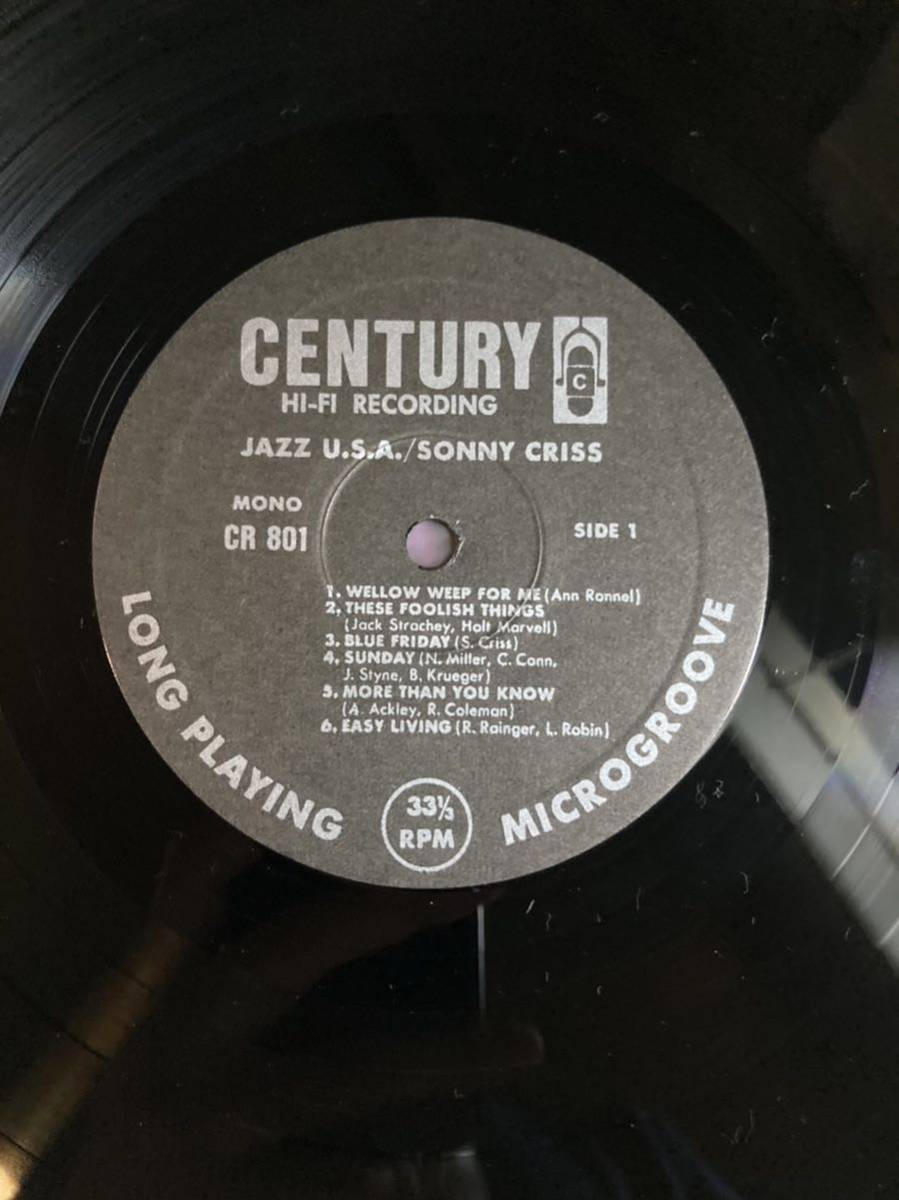 CENTURY
C
HI-FI RECORDING
JAZZ U.S.A./SONNY CRISS
MONO
CR 801
SIDE 1
1. WELLOW WEEP FOR ME (Ann Ronnel)
2. THESE FOOLISH THINGS
(Jack Strachey, Holt Marvell)
3. BLUE FRIDAY (S. Criss)
4. SUNDAY (N. Miller, C. Conn,
J. Styne, B. Krueger)
5. MORE THAN YOU KNOW
(A. Ackley, R. Coleman)
6. EASY LIVING (R. Rainger, L. Robin)
LONG PLAYING
33⅓
RPM
MICROGROOVE